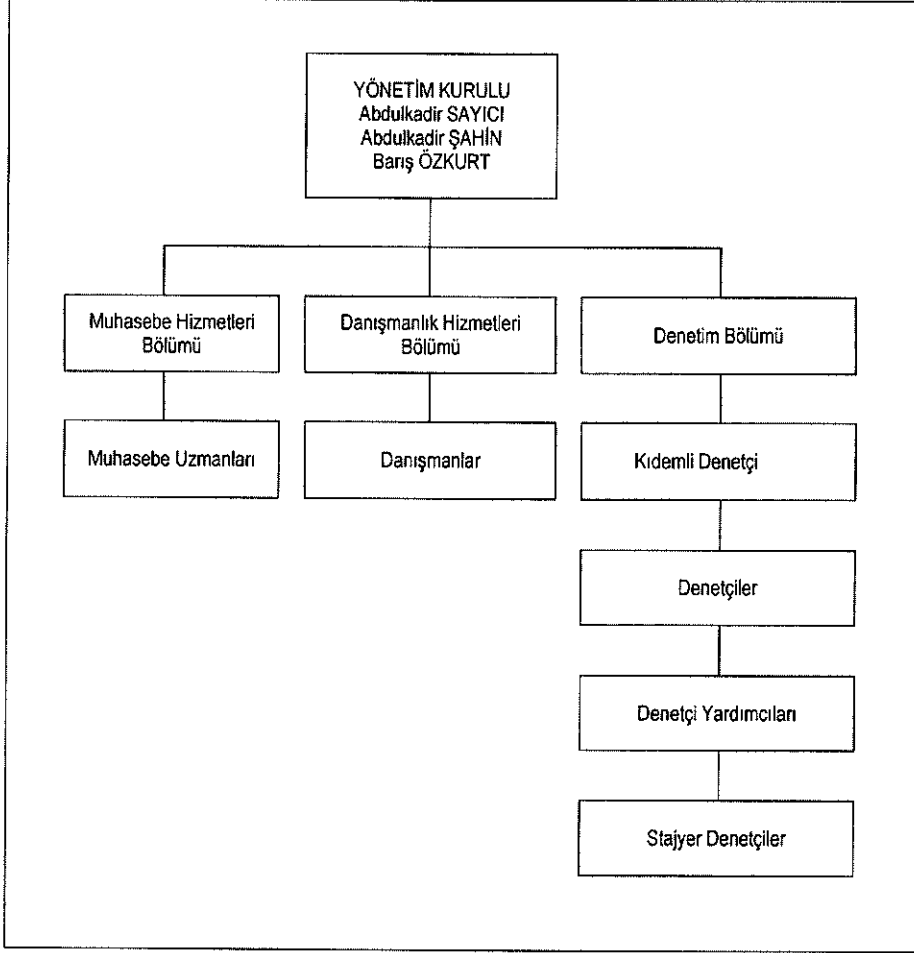 YÖNETİM KURULU
Abdulkadir SAYICI
Abdulkadir ŞAHİN
Barış ÖZKURT
Muhasebe Hizmetleri
Bölümü
Danışmanlık Hizmetleri
Bölümü
Denetim Bölümü
Muhasebe Uzmanları
Danışmanlar
Kıdemli Denetçi
Denetçiler
Denetçi Yardımcıları
Stajyer Denetçiler